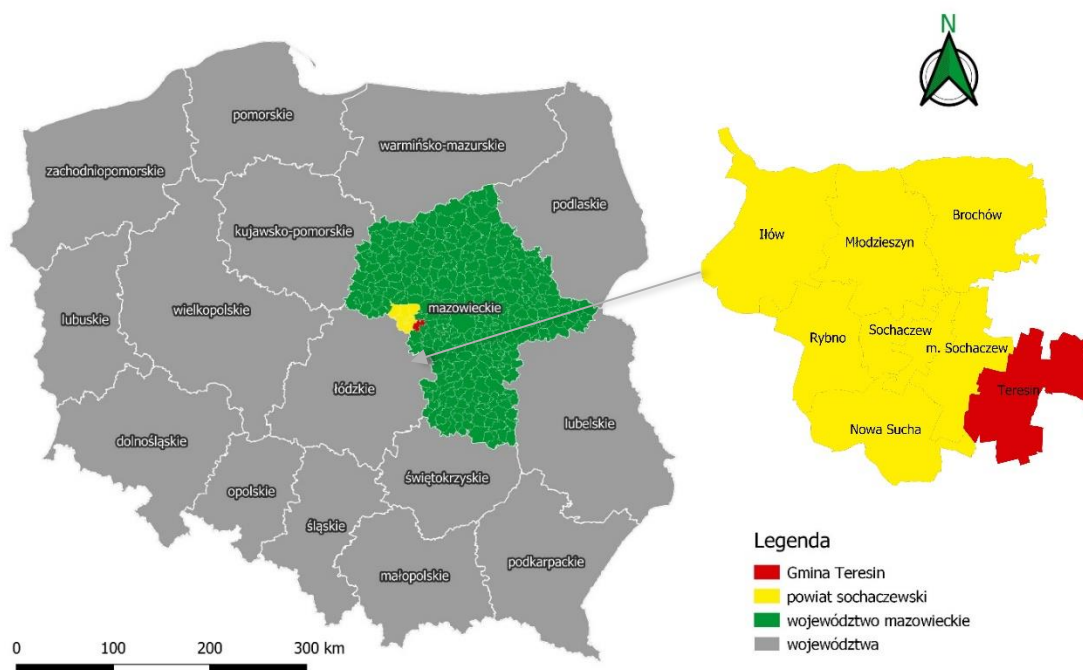 N
pomorskie
warmińsko-mazurskie
zachodniopomorskie
podlaskie
kujawsko-pomorskie
mazowieckie
wielkopolskie
lubuskie
łódzkie
dolnośląskie
lubelskie
opolskie
świętokrzyskie
śląskie
małopolskie
podkarpackie
Brochów
Iłów
Młodzieszyn
Sochaczew
Rybno
m. Sochaczew
Teresin
Nowa Sucha
Legenda
Gmina Teresin
powiat sochaczewski
województwo mazowieckie
województwa
0 100 200 300 km